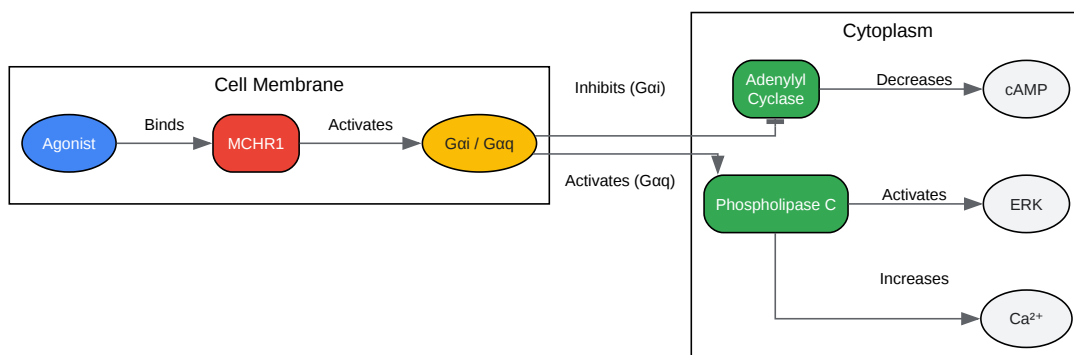 Cytoplasm
Cell Membrane
Agonist
Binds
MCHR1
Activates
Gαi / Gαq
Inhibits (Gαi)
Activates (Gαq)
Adenylyl
Cyclase
Decreases
cAMP
Phospholipase C
Activates
ERK
Increases
Ca²⁺